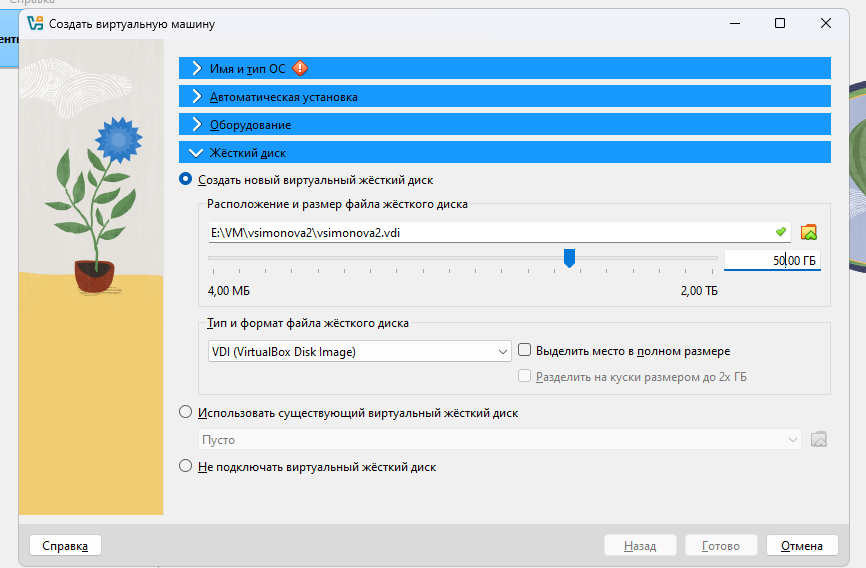 Справка
Создать виртуальную машину
Имя и тип ОС
Автоматическая установка
Оборудование
Жёсткий диск
Создать новый виртуальный жёсткий диск
Расположение и размер файла жёсткого диска
E:\VM\vsimonova2\vsimonova2.vdi
50,00 ГБ
4,00 МБ 2,00 ТБ
Тип и формат файла жёсткого диска
VDI (VirtualBox Disk Image) Выделить место в полном размере
Разделить на куски размером до 2х ГБ
Использовать существующий виртуальный жёсткий диск
Пусто
Не подключать виртуальный жёсткий диск
Справка Назад Готово Отмена